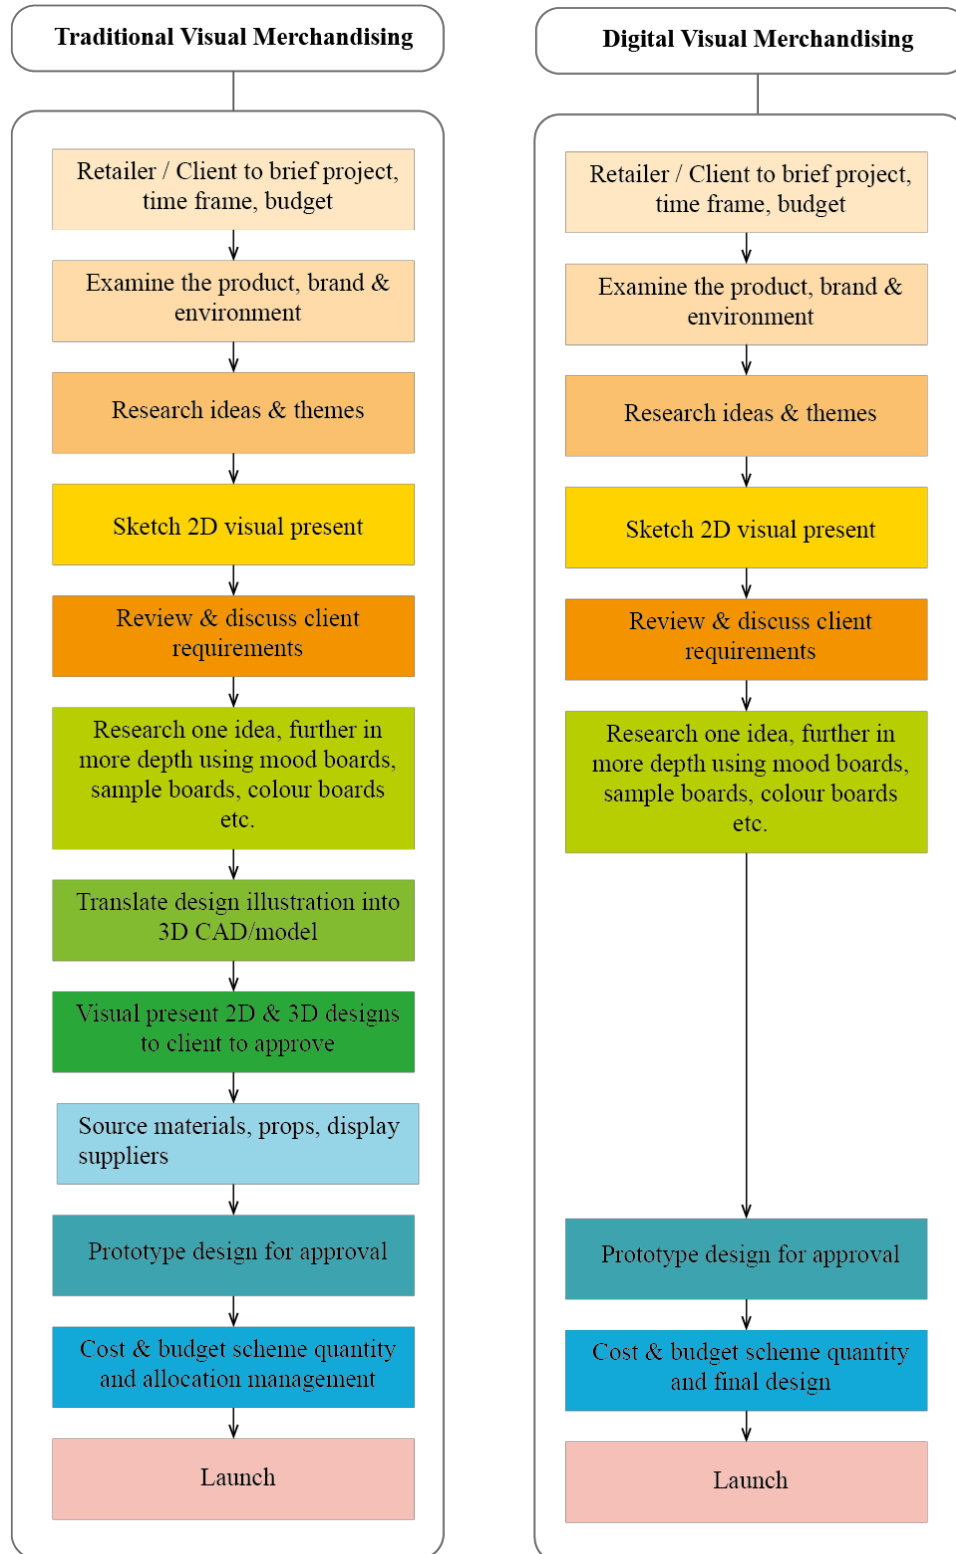 Traditional Visual Merchandising
Retailer / Client to brief project,
time frame, budget
Examine the product, brand &
environment
Research ideas & themes
Sketch 2D visual present
Review & discuss client
requirements
Research one idea, further in
more depth using mood boards,
sample boards, colour boards
etc.
Translate design illustration into
3D CAD/model
Visual present 2D & 3D designs
to client to approve
Source materials, props, display
suppliers
Prototype design for approval
Cost & budget scheme quantity
and allocation management
Launch
Digital Visual Merchandising
Retailer / Client to brief project,
time frame, budget
Examine the product, brand &
environment
Research ideas & themes
Sketch 2D visual present
Review & discuss client
requirements
Research one idea, further in
more depth using mood boards,
sample boards, colour boards
etc.
Prototype design for approval
Cost & budget scheme quantity
and final design
Launch